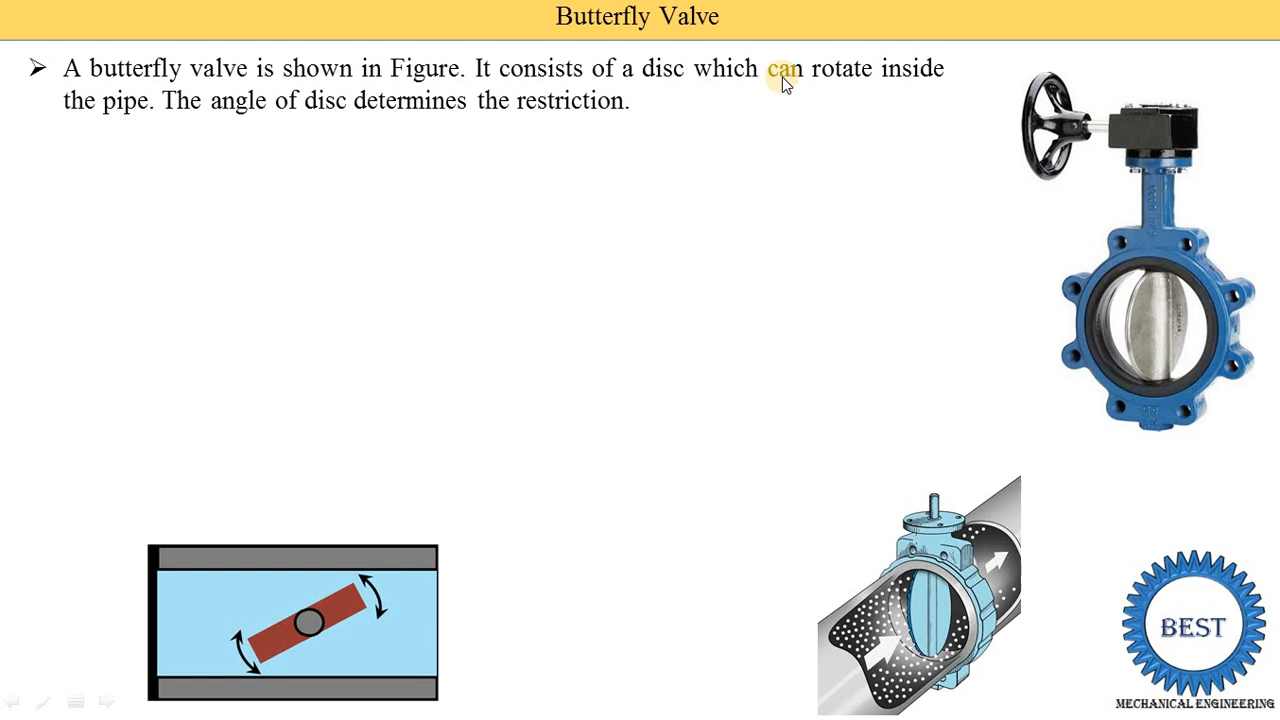 Butterfly Valve
➢ A butterfly valve is shown in Figure. It consists of a disc which can rotate inside
the pipe. The angle of disc determines the restriction.
BEST
MECHANICAL ENGINEERING